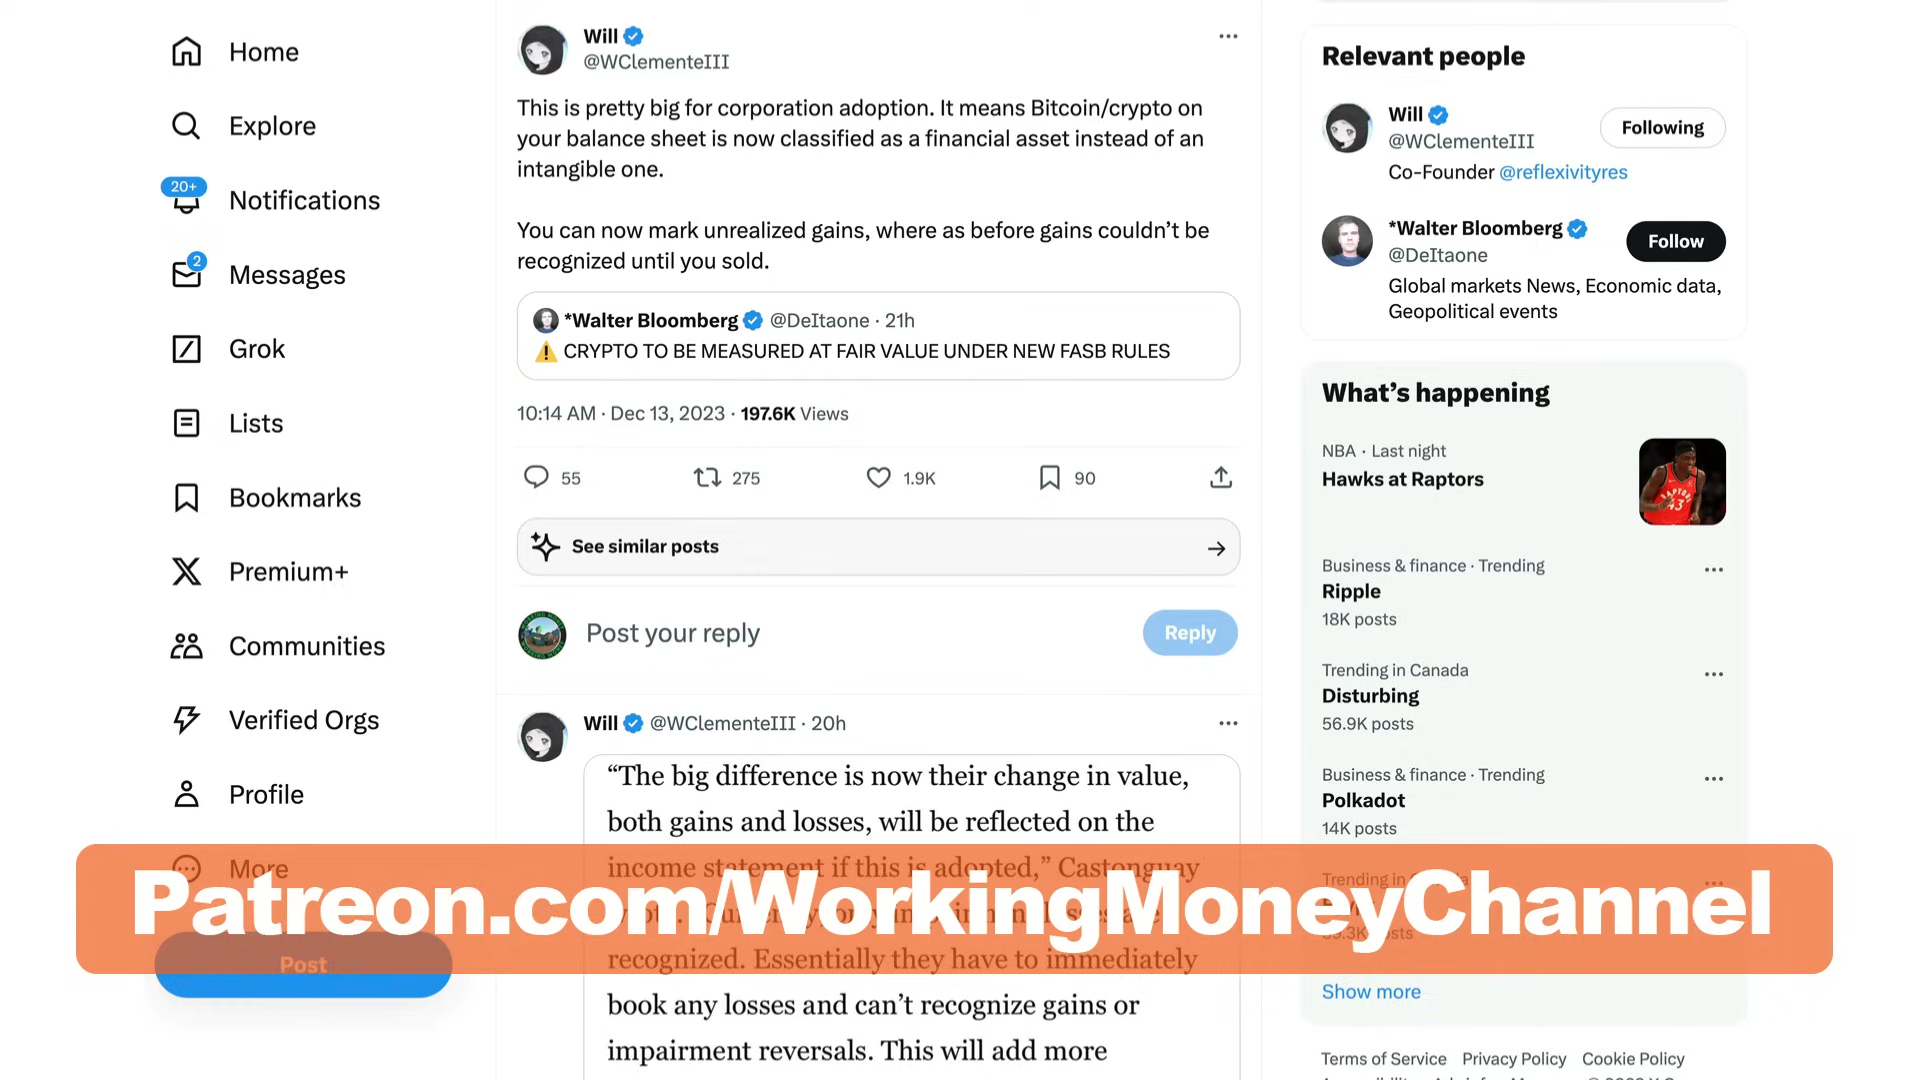 Home
Explore
20+
Notifications
2
Messages
Grok
Lists
Bookmarks
Premium+
Communities
Verified Orgs
Profile
More
Post
Will
@WClementeIII
This is pretty big for corporation adoption. It means Bitcoin/crypto on
your balance sheet is now classified as a financial asset instead of an
intangible one.
You can now mark unrealized gains, where as before gains couldn’t be
recognized until you sold.
*Walter Bloomberg @DeItaone · 21h
CRYPTO TO BE MEASURED AT FAIR VALUE UNDER NEW FASB RULES
10:14 AM · Dec 13, 2023 · 197.6K Views
55 275 1.9K 90
See similar posts
Post your reply
Reply
Will @WClementeIII · 20h
“The big difference is now their change in value,
both gains and losses, will be reflected on the
income statement if this is adopted,” Castonguay
recognized. Essentially they have to immediately
book any losses and can’t recognize gains or
impairment reversals. This will add more
Patreon.com/WorkingMoneyChannel
Relevant people
Will
@WClementeIII
Following
Co-Founder @reflexivityres
*Walter Bloomberg
@DeItaone
Follow
Global markets News, Economic data,
Geopolitical events
What’s happening
NBA · Last night
Hawks at Raptors
RAPTORS
43
Business & finance · Trending
Ripple
18K posts
Trending in Canada
Disturbing
56.9K posts
Business & finance · Trending
Polkadot
14K posts
Trending in
Show more
Terms of Service Privacy Policy Cookie Policy